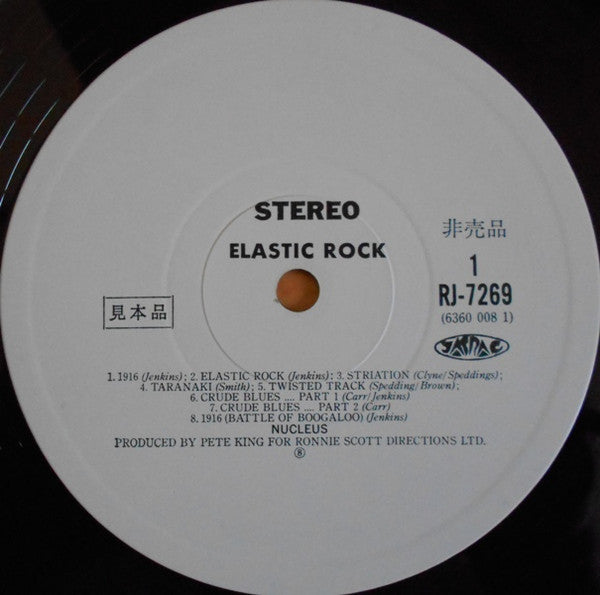 STEREO
ELASTIC ROCK
非売品
1
RJ-7269
(6360 008 1)
見本品
JASRAC
1. 1916 (Jenkins); 2. ELASTIC ROCK (Jenkins); 3. STRIATION (Clyne/Speddings);
4. TARANAKI (Smith); 5. TWISTED TRACK (Spedding/Brown);
6. CRUDE BLUES .... PART 1 (Carr/Jenkins)
7. CRUDE BLUES .... PART 2 (Carr)
8. 1916 (BATTLE OF BOOGALOO) (Jenkins)
NUCLEUS
PRODUCED BY PETE KING FOR RONNIE SCOTT DIRECTIONS LTD.
Ⓡ